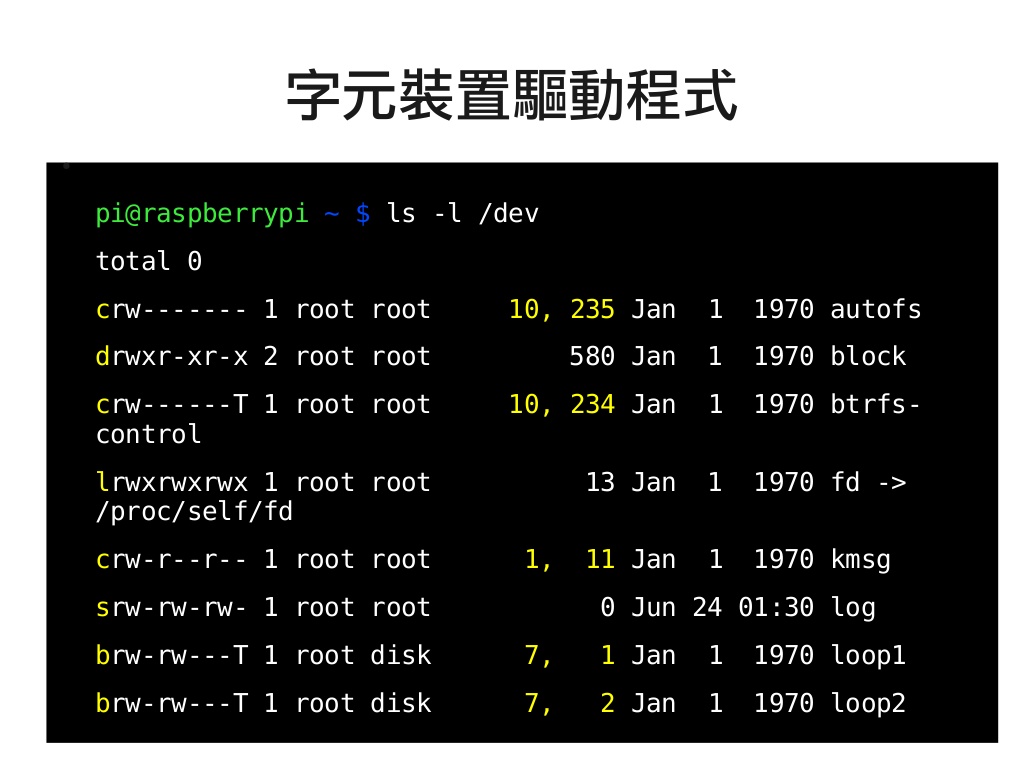 字元裝置驅動程式
pi@raspberrypi ~ $ ls -l /dev
total 0
crw------- 1 root root     10, 235 Jan  1  1970 autofs
drwxr-xr-x 2 root root         580 Jan  1  1970 block
crw------T 1 root root     10, 234 Jan  1  1970 btrfs-
control
lrwxrwxrwx 1 root root          13 Jan  1  1970 fd ->
/proc/self/fd
crw-r--r-- 1 root root      1,  11 Jan  1  1970 kmsg
srw-rw-rw- 1 root root           0 Jun 24 01:30 log
brw-rw---T 1 root disk      7,   1 Jan  1  1970 loop1
brw-rw---T 1 root disk      7,   2 Jan  1  1970 loop2